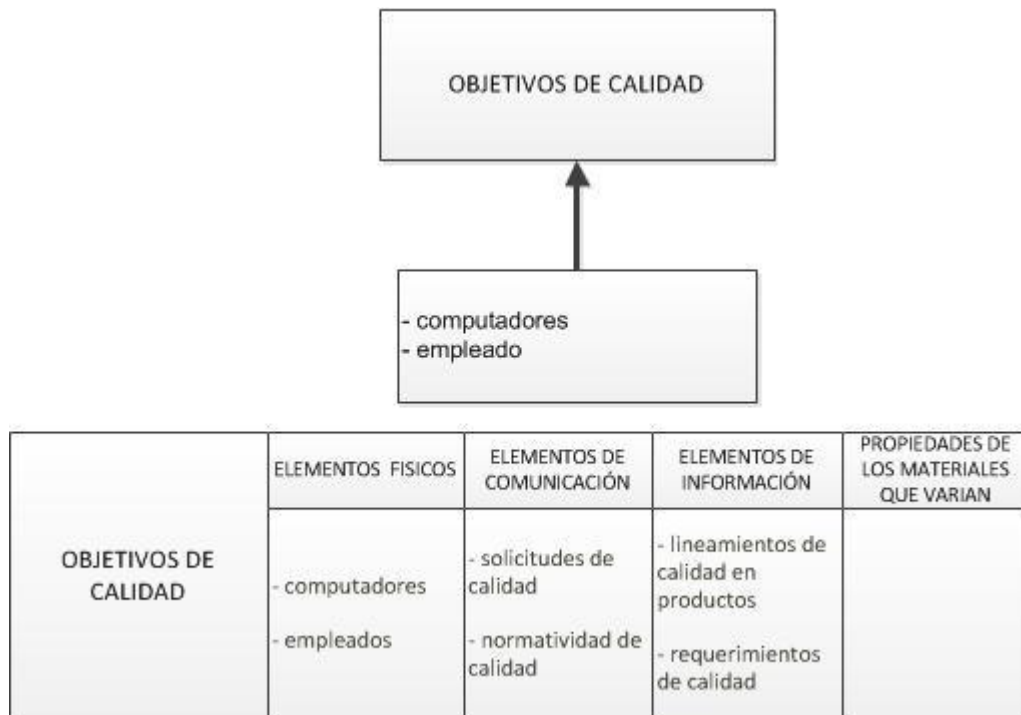 OBJETIVOS DE CALIDAD
- computadores
- empleado
OBJETIVOS DE
CALIDAD
ELEMENTOS FISICOS
ELEMENTOS DE
COMUNICACIÓN
ELEMENTOS DE
INFORMACIÓN
PROPIEDADES DE
LOS MATERIALES
QUE VARIAN
- computadores
- empleados
- solicitudes de
calidad
- normatividad de
calidad
- lineamientos de
calidad en
productos
- requerimientos
de calidad